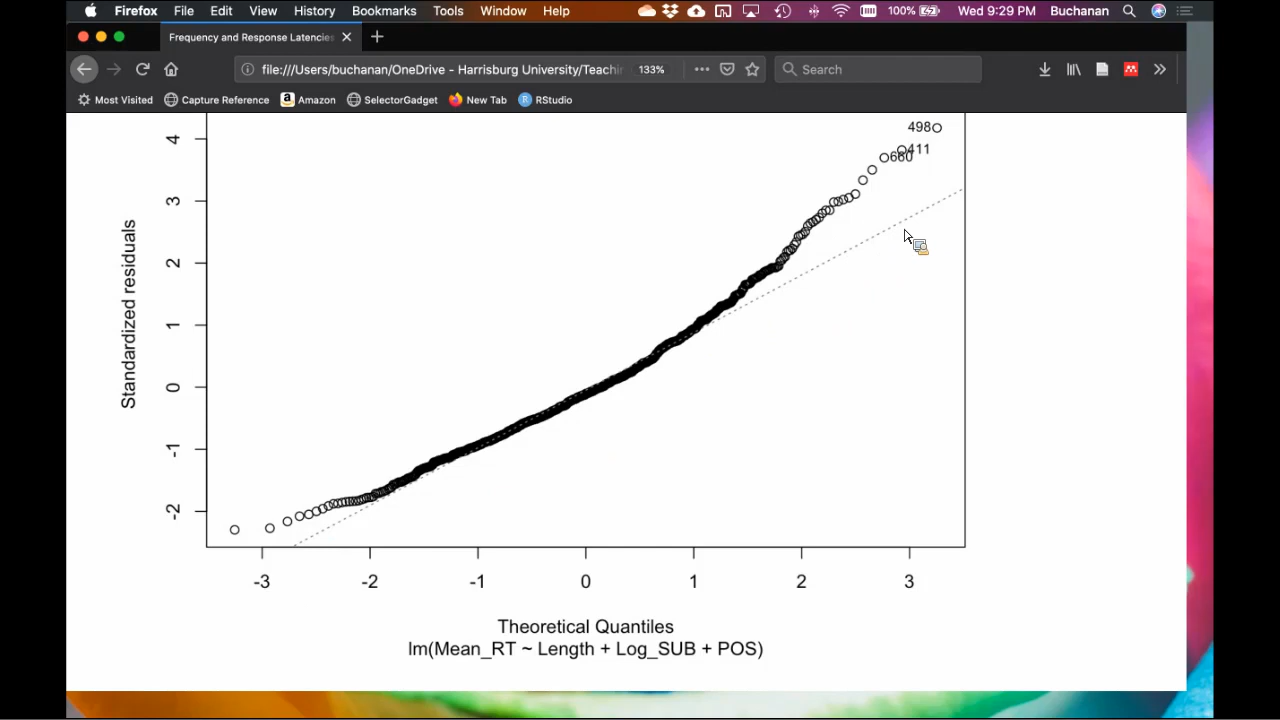 Firefox File Edit View History Bookmarks Tools Window Help 100% Wed 9:29 PM Buchanan
Frequency and Response Latencies
file:///Users/buchanan/OneDrive - Harrisburg University/Teachin 133% Search
Most Visited Capture Reference Amazon SelectorGadget New Tab RStudio
498
411
660
4
3
2
1
0
-1
-2
Standardized residuals
-3 -2 -1 0 1 2 3
Theoretical Quantiles
lm(Mean_RT ~ Length + Log_SUB + POS)